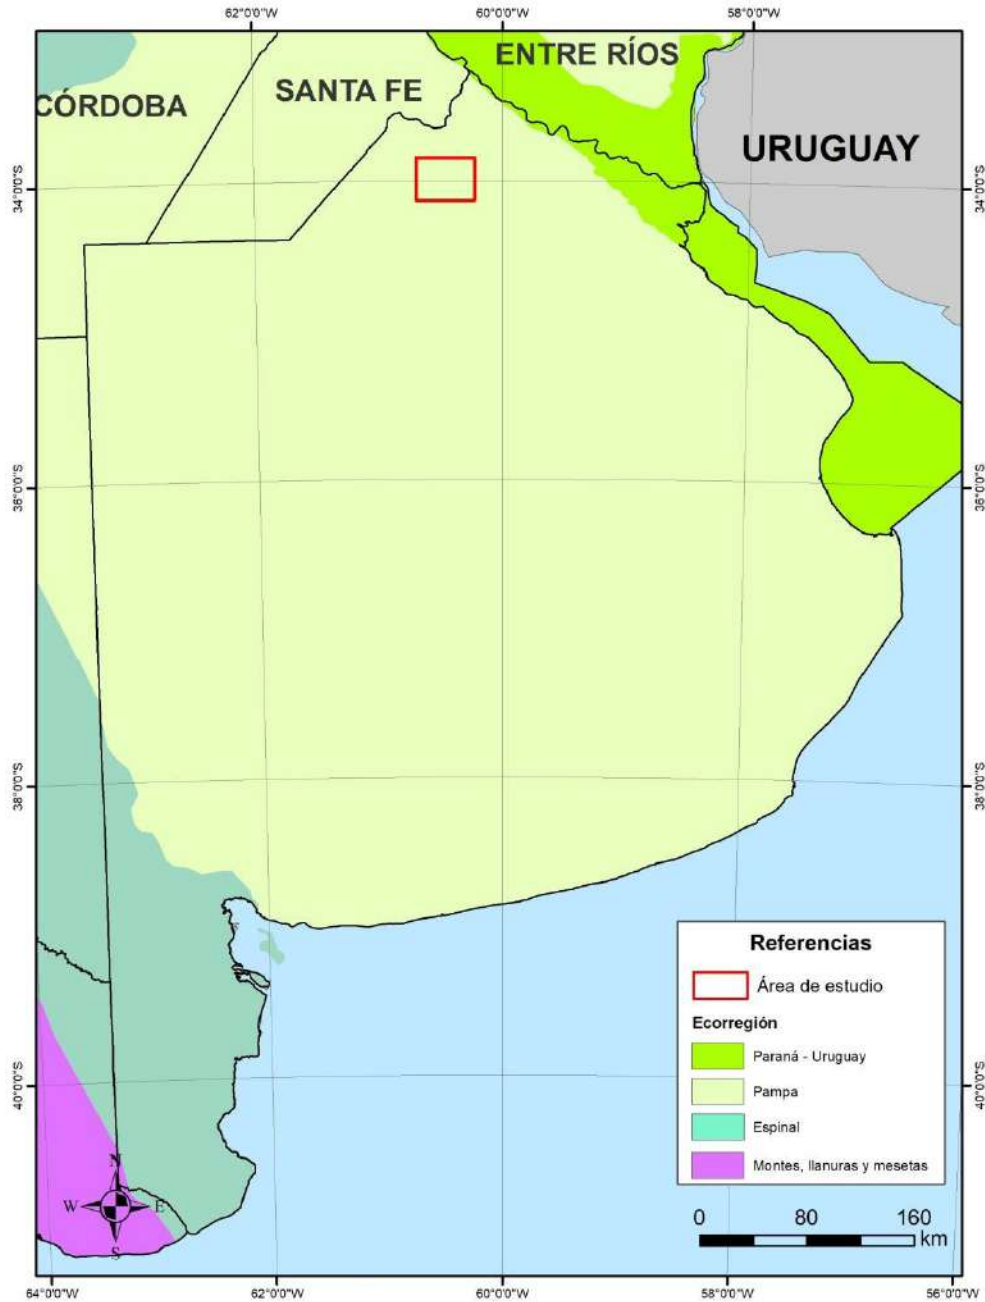 62°0'0"W 60°0'0"W 58°0'0"W
ENTRE RÍOS
SANTA FE
CÓRDOBA
URUGUAY
34°0'0"S 34°0'0"S
36°0'0"S 36°0'0"S
38°0'0"S 38°0'0"S
Referencias
Área de estudio
Ecorregión
Paraná - Uruguay
Pampa
Espinal
Montes, llanuras y mesetas
40°0'0"S 40°0'0"S
N
W E
S
0 80 160
km
64°0'0"W 62°0'0"W 60°0'0"W 58°0'0"W 56°0'0"W